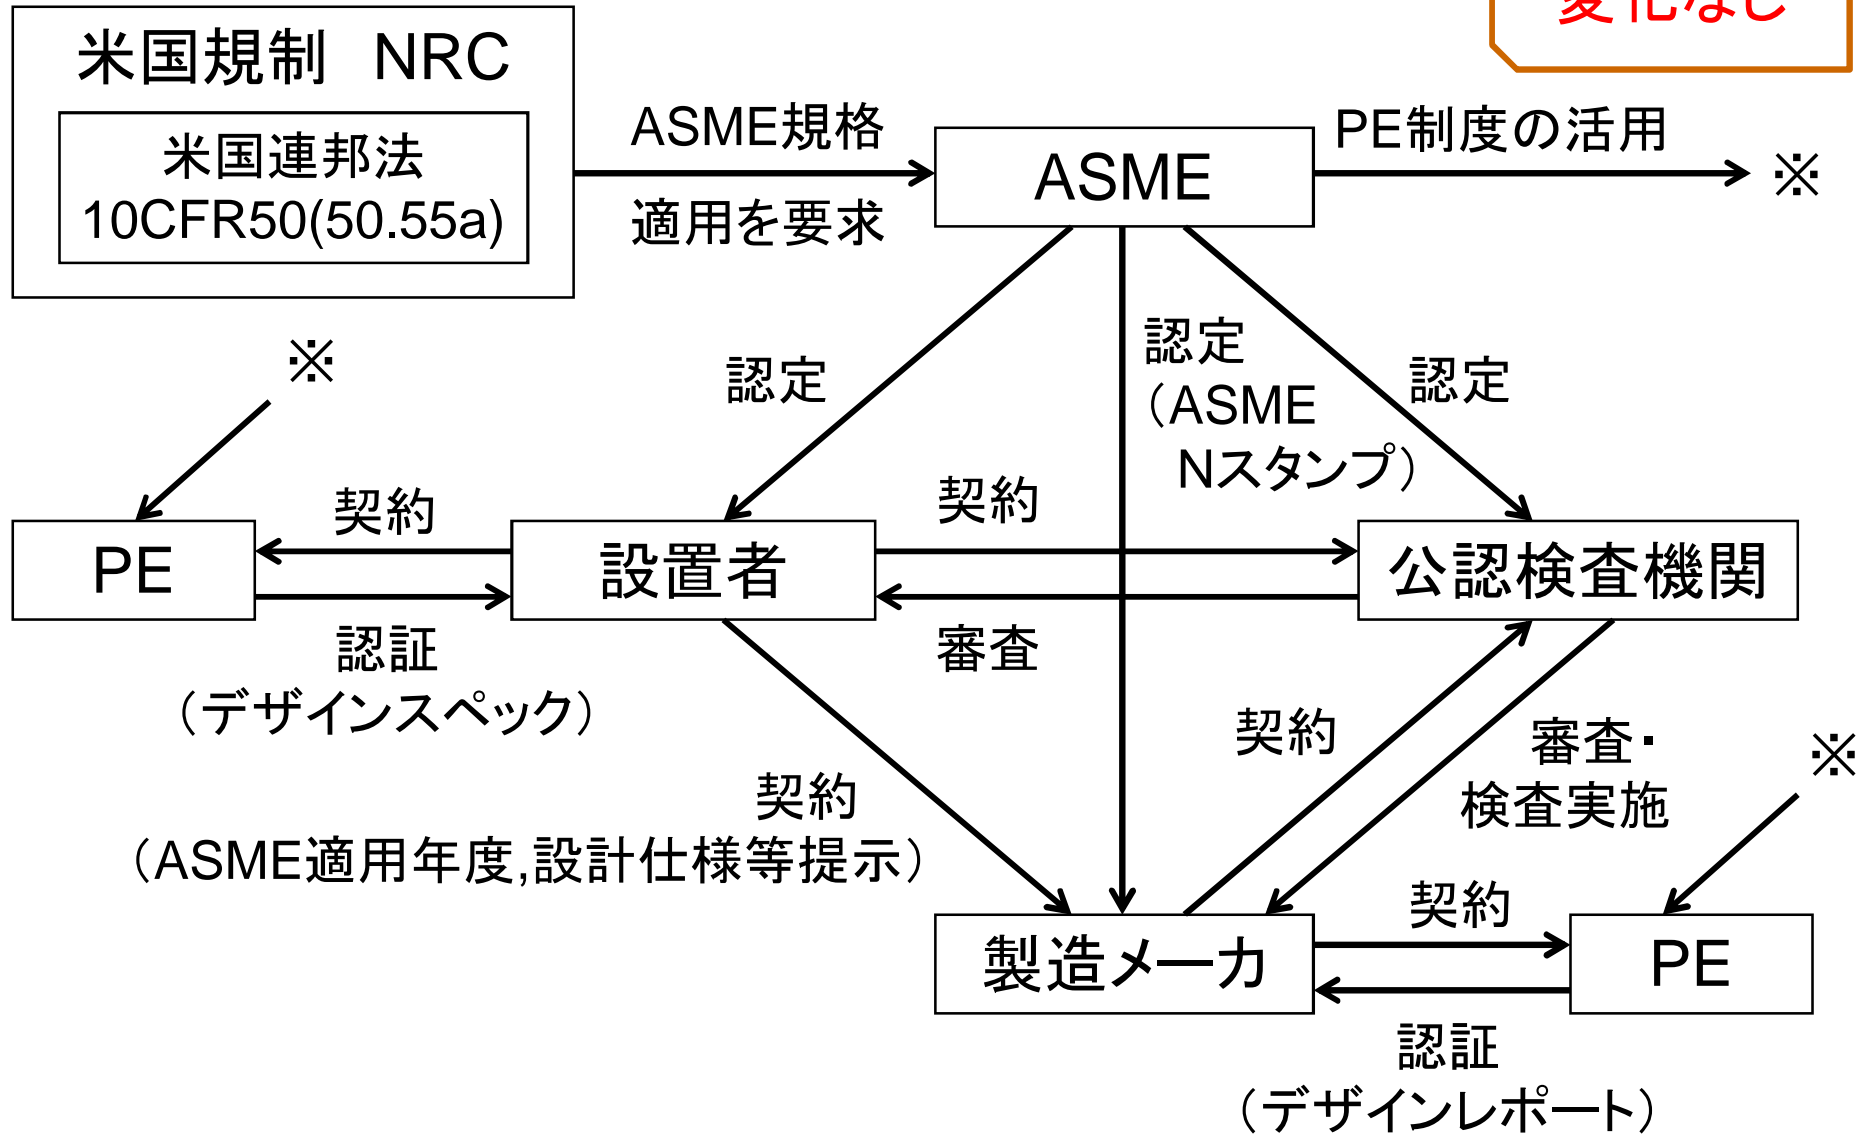 変化なし
米国規制 NRC
米国連邦法
10CFR50(50.55a)
ASME規格
適用を要求
ASME
PE制度の活用
※
※
認定
認定
（ASME
Nスタンプ）
認定
PE
契約
認証
（デザインスペック）
設置者
契約
審査
公認検査機関
契約
（ASME適用年度,設計仕様等提示）
契約
審査・
検査実施
※
製造メーカ
契約
PE
認証
（デザインレポート）